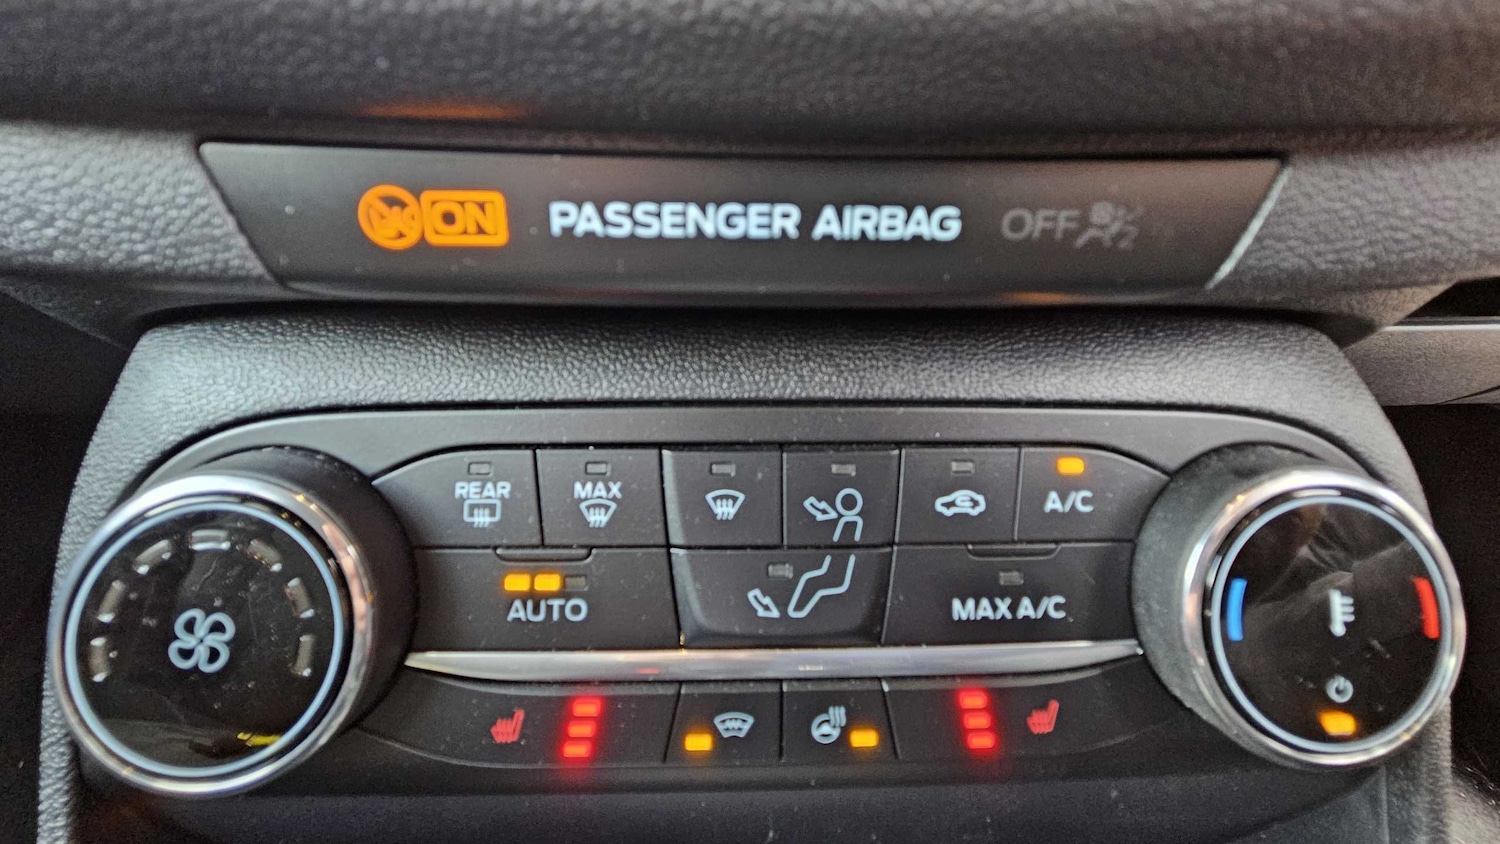 ON PASSENGER AIRBAG OFF
REAR MAX A/C
AUTO MAX A/C